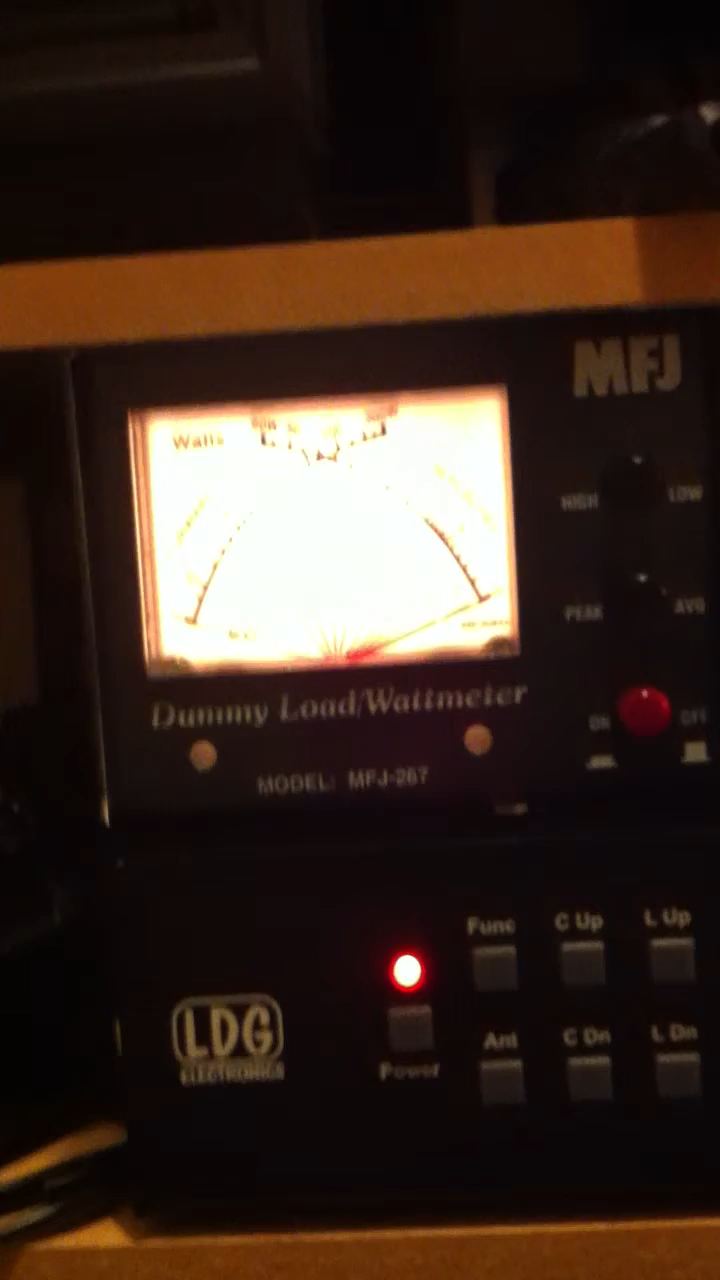 MFJ
Watts
HIGH
LOW
PEAK
AVG
Dummy Load/Wattmeter
ON
OFF
MODEL: MFJ-267
Func
C Up
L Up
LDG
ELECTRONICS
Power
Ant
C Dn
L Dn